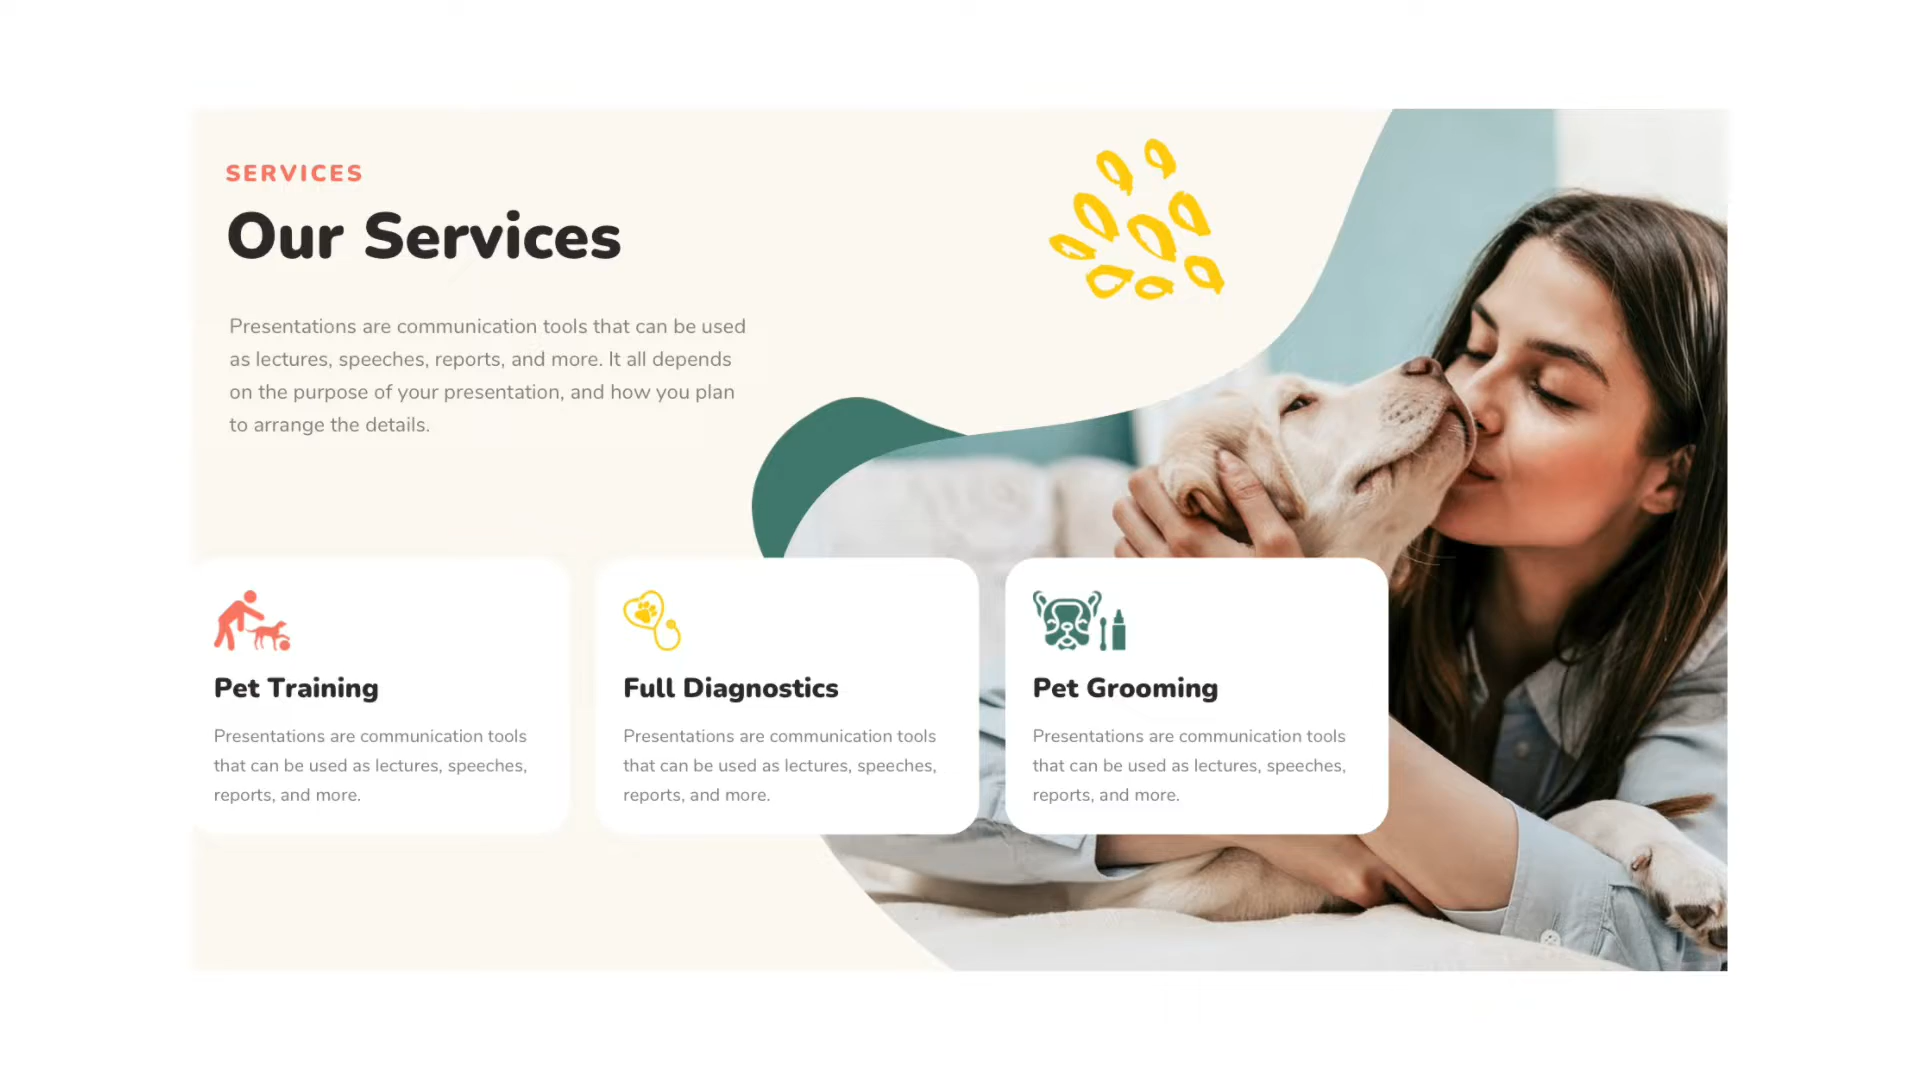 SERVICES
Our Services
Presentations are communication tools that can be used
as lectures, speeches, reports, and more. It all depends
on the purpose of your presentation, and how you plan
to arrange the details.
Pet Training
Presentations are communication tools
that can be used as lectures, speeches,
reports, and more.
Full Diagnostics
Presentations are communication tools
that can be used as lectures, speeches,
reports, and more.
Pet Grooming
Presentations are communication tools
that can be used as lectures, speeches,
reports, and more.